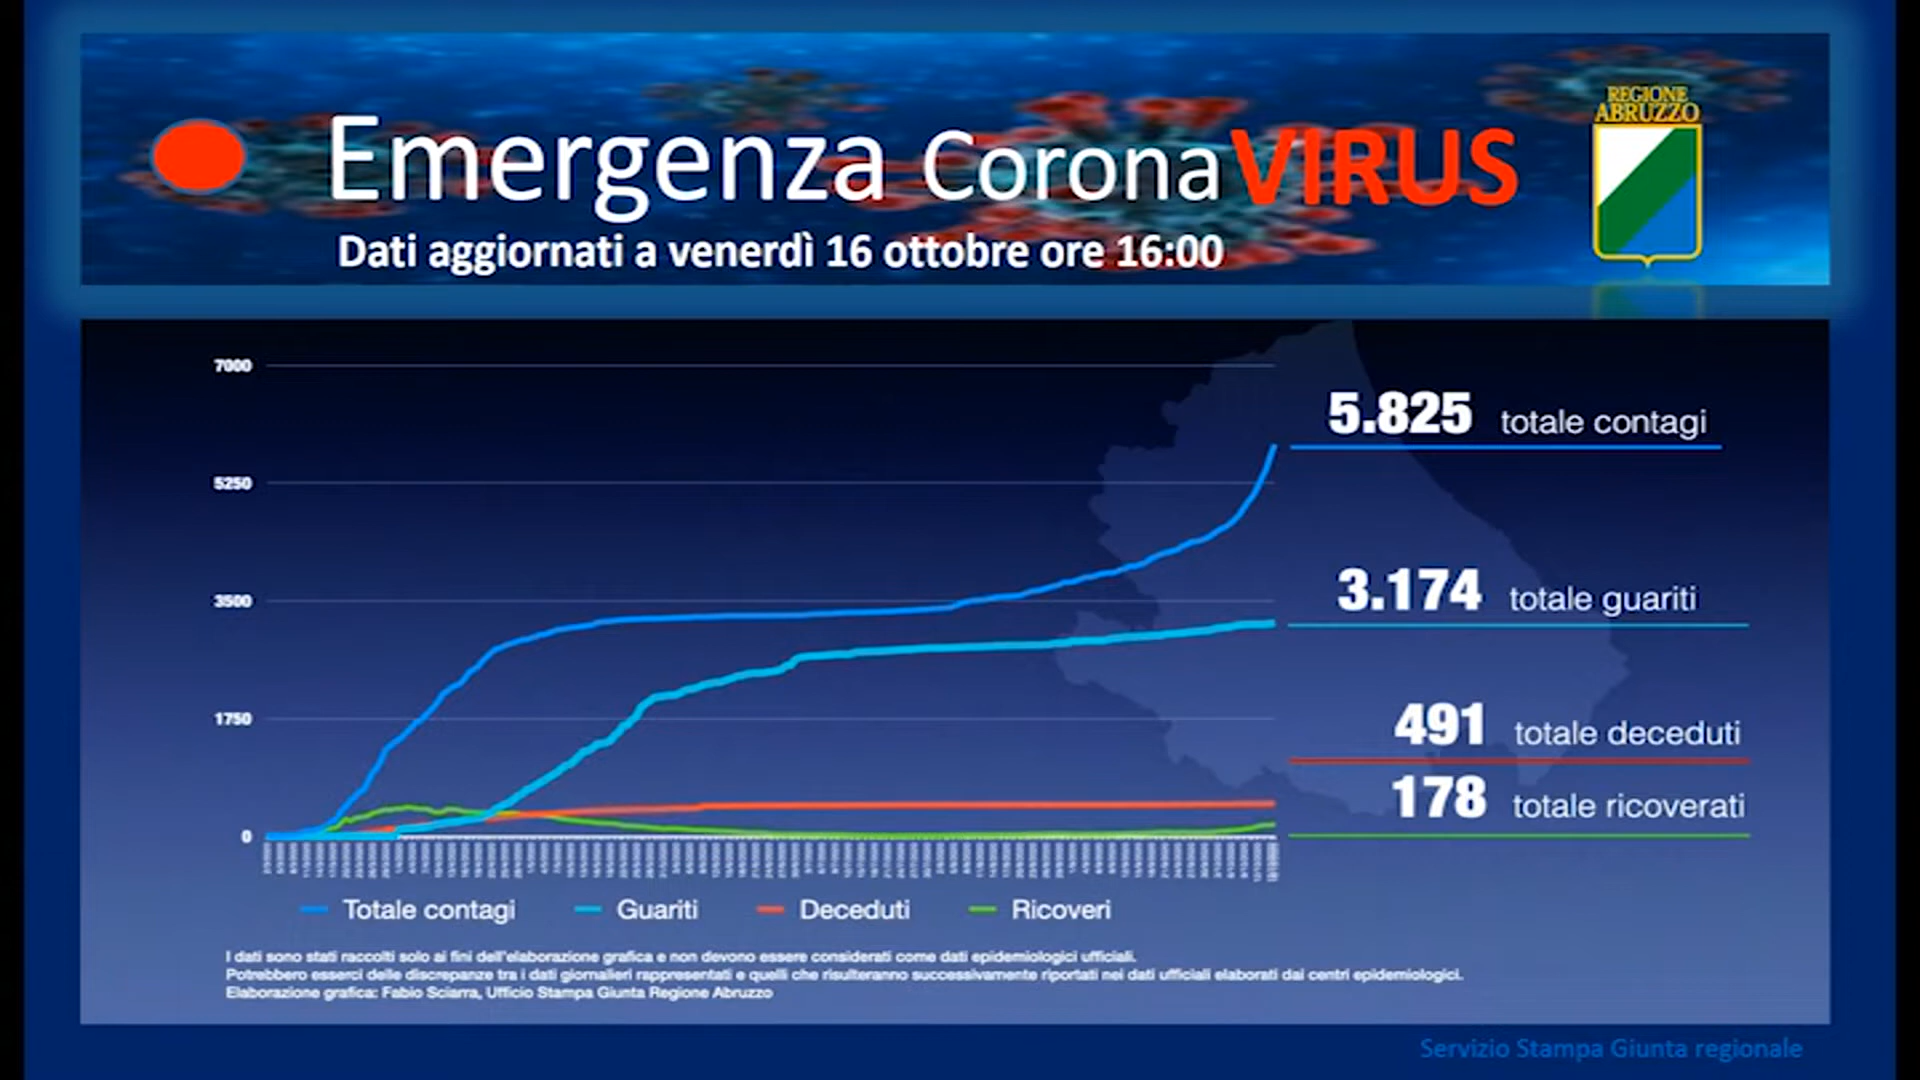 REGIONE
ABRUZZO
Emergenza CoronaVIRUS
Dati aggiornati a venerdì 16 ottobre ore 16:00
7000
5250
3500
1750
0
5.825 totale contagi
3.174 totale guariti
491 totale deceduti
178 totale ricoverati
Totale contagi Guariti Deceduti Ricoveri
I dati sono stati raccolti solo ai fini dell'elaborazione grafica e non devono essere considerati come dati epidemiologici ufficiali.
Potrebbero esserci delle discrepanze tra i dati giornalieri rappresentati e quelli che risulteranno successivamente riportati nei dati ufficiali elaborati dai centri epidemiologici.
Elaborazione grafica: Fabio Sciarra, Ufficio Stampa Giunta Regione Abruzzo
Servizio Stampa Giunta regionale